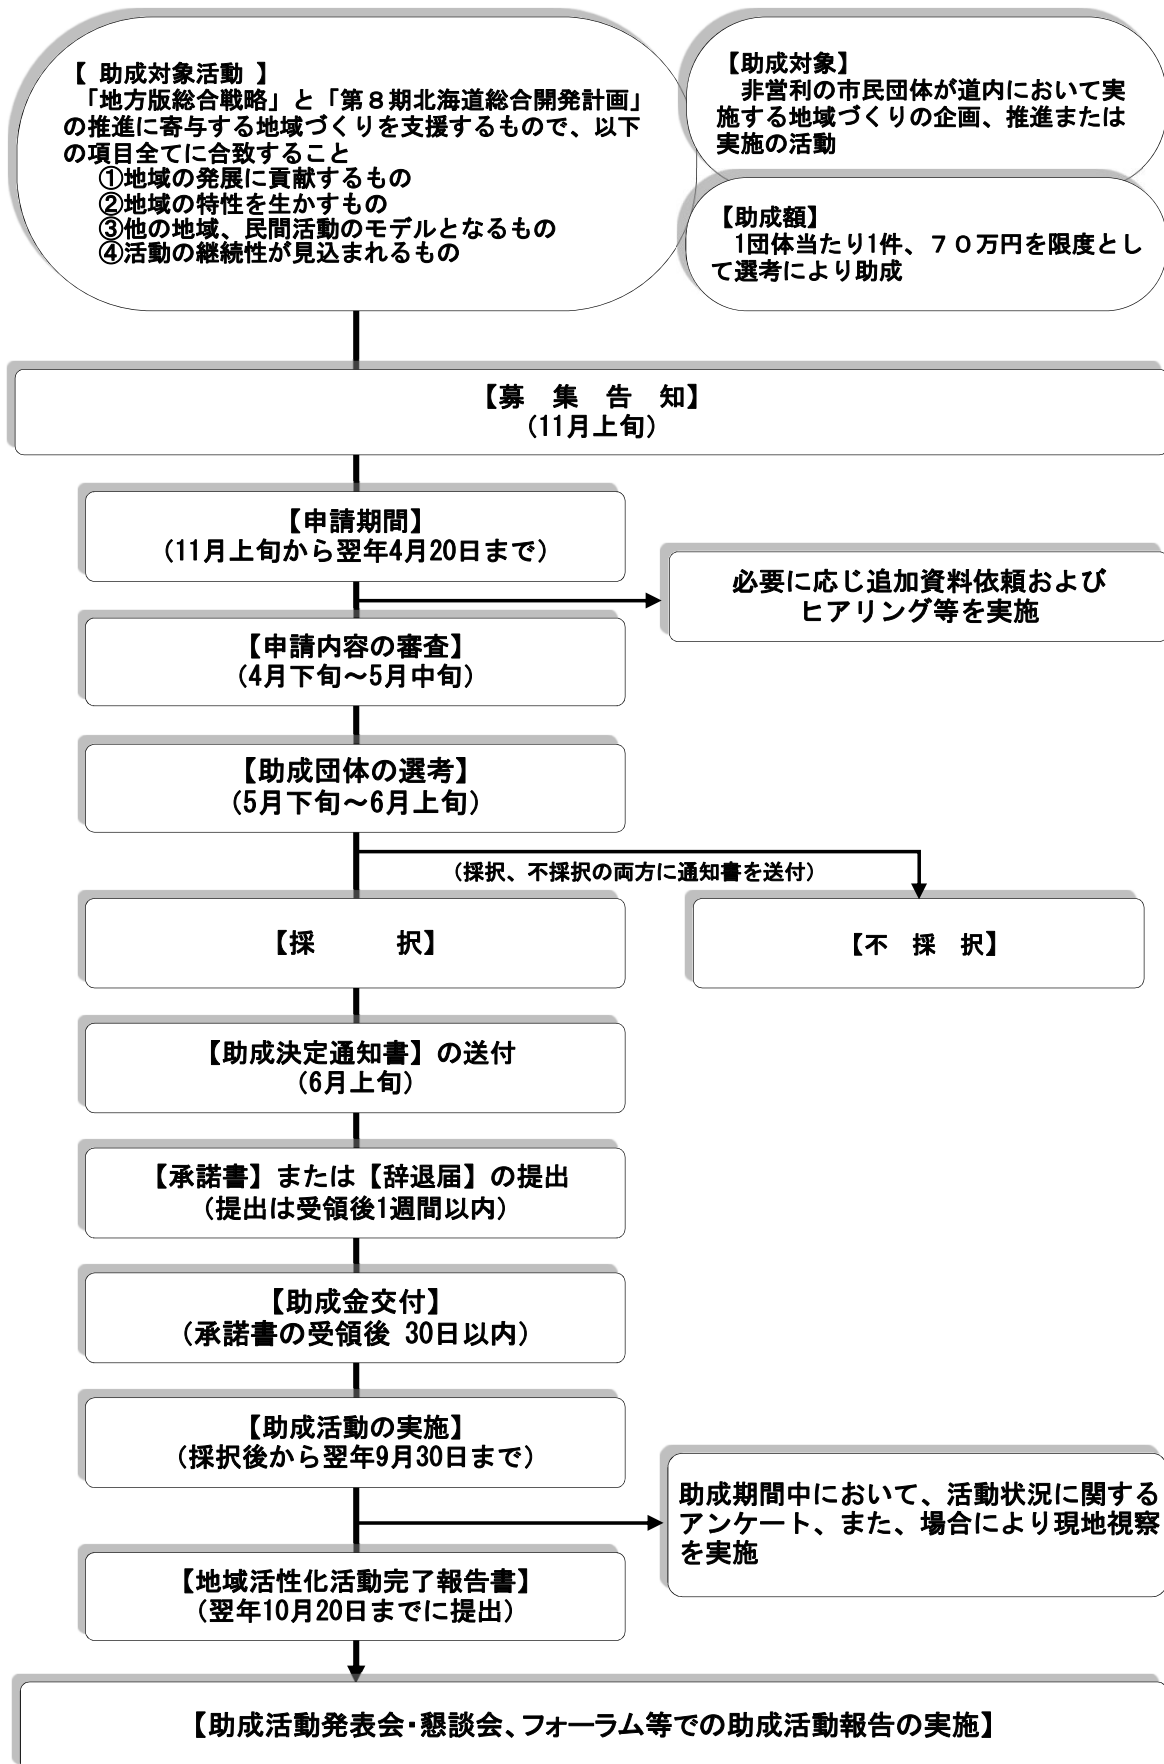 【 助成対象活動 】
「地方版総合戦略」と「第８期北海道総合開発計画」
の推進に寄与する地域づくりを支援するもので、以下
の項目全てに合致すること
①地域の発展に貢献するもの
②地域の特性を生かすもの
③他の地域、民間活動のモデルとなるもの
④活動の継続性が見込まれるもの
【助成対象】
非営利の市民団体が道内において実
施する地域づくりの企画、推進または
実施の活動
【助成額】
1団体当たり1件、７０万円を限度とし
て選考により助成
【募　集　告　知】
(11月上旬)
【申請期間】
(11月上旬から翌年4月20日まで)
必要に応じ追加資料依頼および
ヒアリング等を実施
【申請内容の審査】
(4月下旬～5月中旬)
【助成団体の選考】
(5月下旬～6月上旬)
(採択、不採択の両方に通知書を送付)
【採　　　択】
【不　採　択】
【助成決定通知書】の送付
(6月上旬)
【承諾書】または【辞退届】の提出
(提出は受領後1週間以内)
【助成金交付】
(承諾書の受領後 30日以内)
【助成活動の実施】
(採択後から翌年9月30日まで)
助成期間中において、活動状況に関する
アンケート、また、場合により現地視察
を実施
【地域活性化活動完了報告書】
(翌年10月20日までに提出)
【助成活動発表会・懇談会、フォーラム等での助成活動報告の実施】